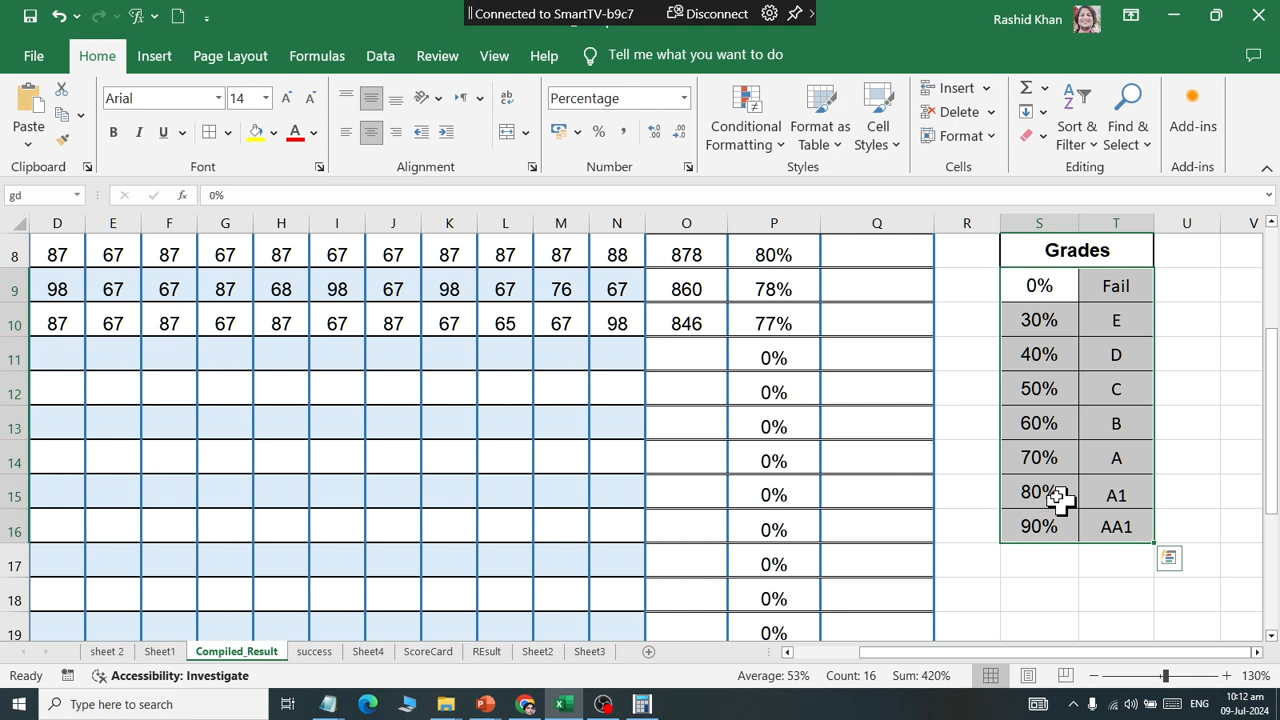 Connected to SmartTV-b9c7 Disconnect
Rashid Khan
File Home Insert Page Layout Formulas Data Review View Help Tell me what you want to do
Paste Arial 14 Percentage Conditional Formatting Format as Table Cell Styles Insert Delete Format Sort & Filter Find & Select Add-ins
Clipboard Font Alignment Number Styles Cells Editing Add-ins
gd fx 0%
D E F G H I J K L M N O P Q R S T U V
8 87 67 87 67 87 67 87 67 87 87 88 878 80% Grades
9 98 67 67 87 68 98 67 98 67 76 67 860 78% 0% Fail
10 87 67 87 67 87 67 87 67 65 67 98 846 77% 30% E
11 0% 40% D
12 0% 50% C
13 0% 60% B
14 0% 70% A
15 0% 80% A1
16 0% 90% AA1
17 0%
18 0%
19 0%
sheet 2 Sheet1 Compiled_Result success Sheet4 ScoreCard REsult Sheet2 Sheet3
Ready Accessibility: Investigate Average: 53% Count: 16 Sum: 420% 130%
Type here to search ENG 10:12 am
09-Jul-2024